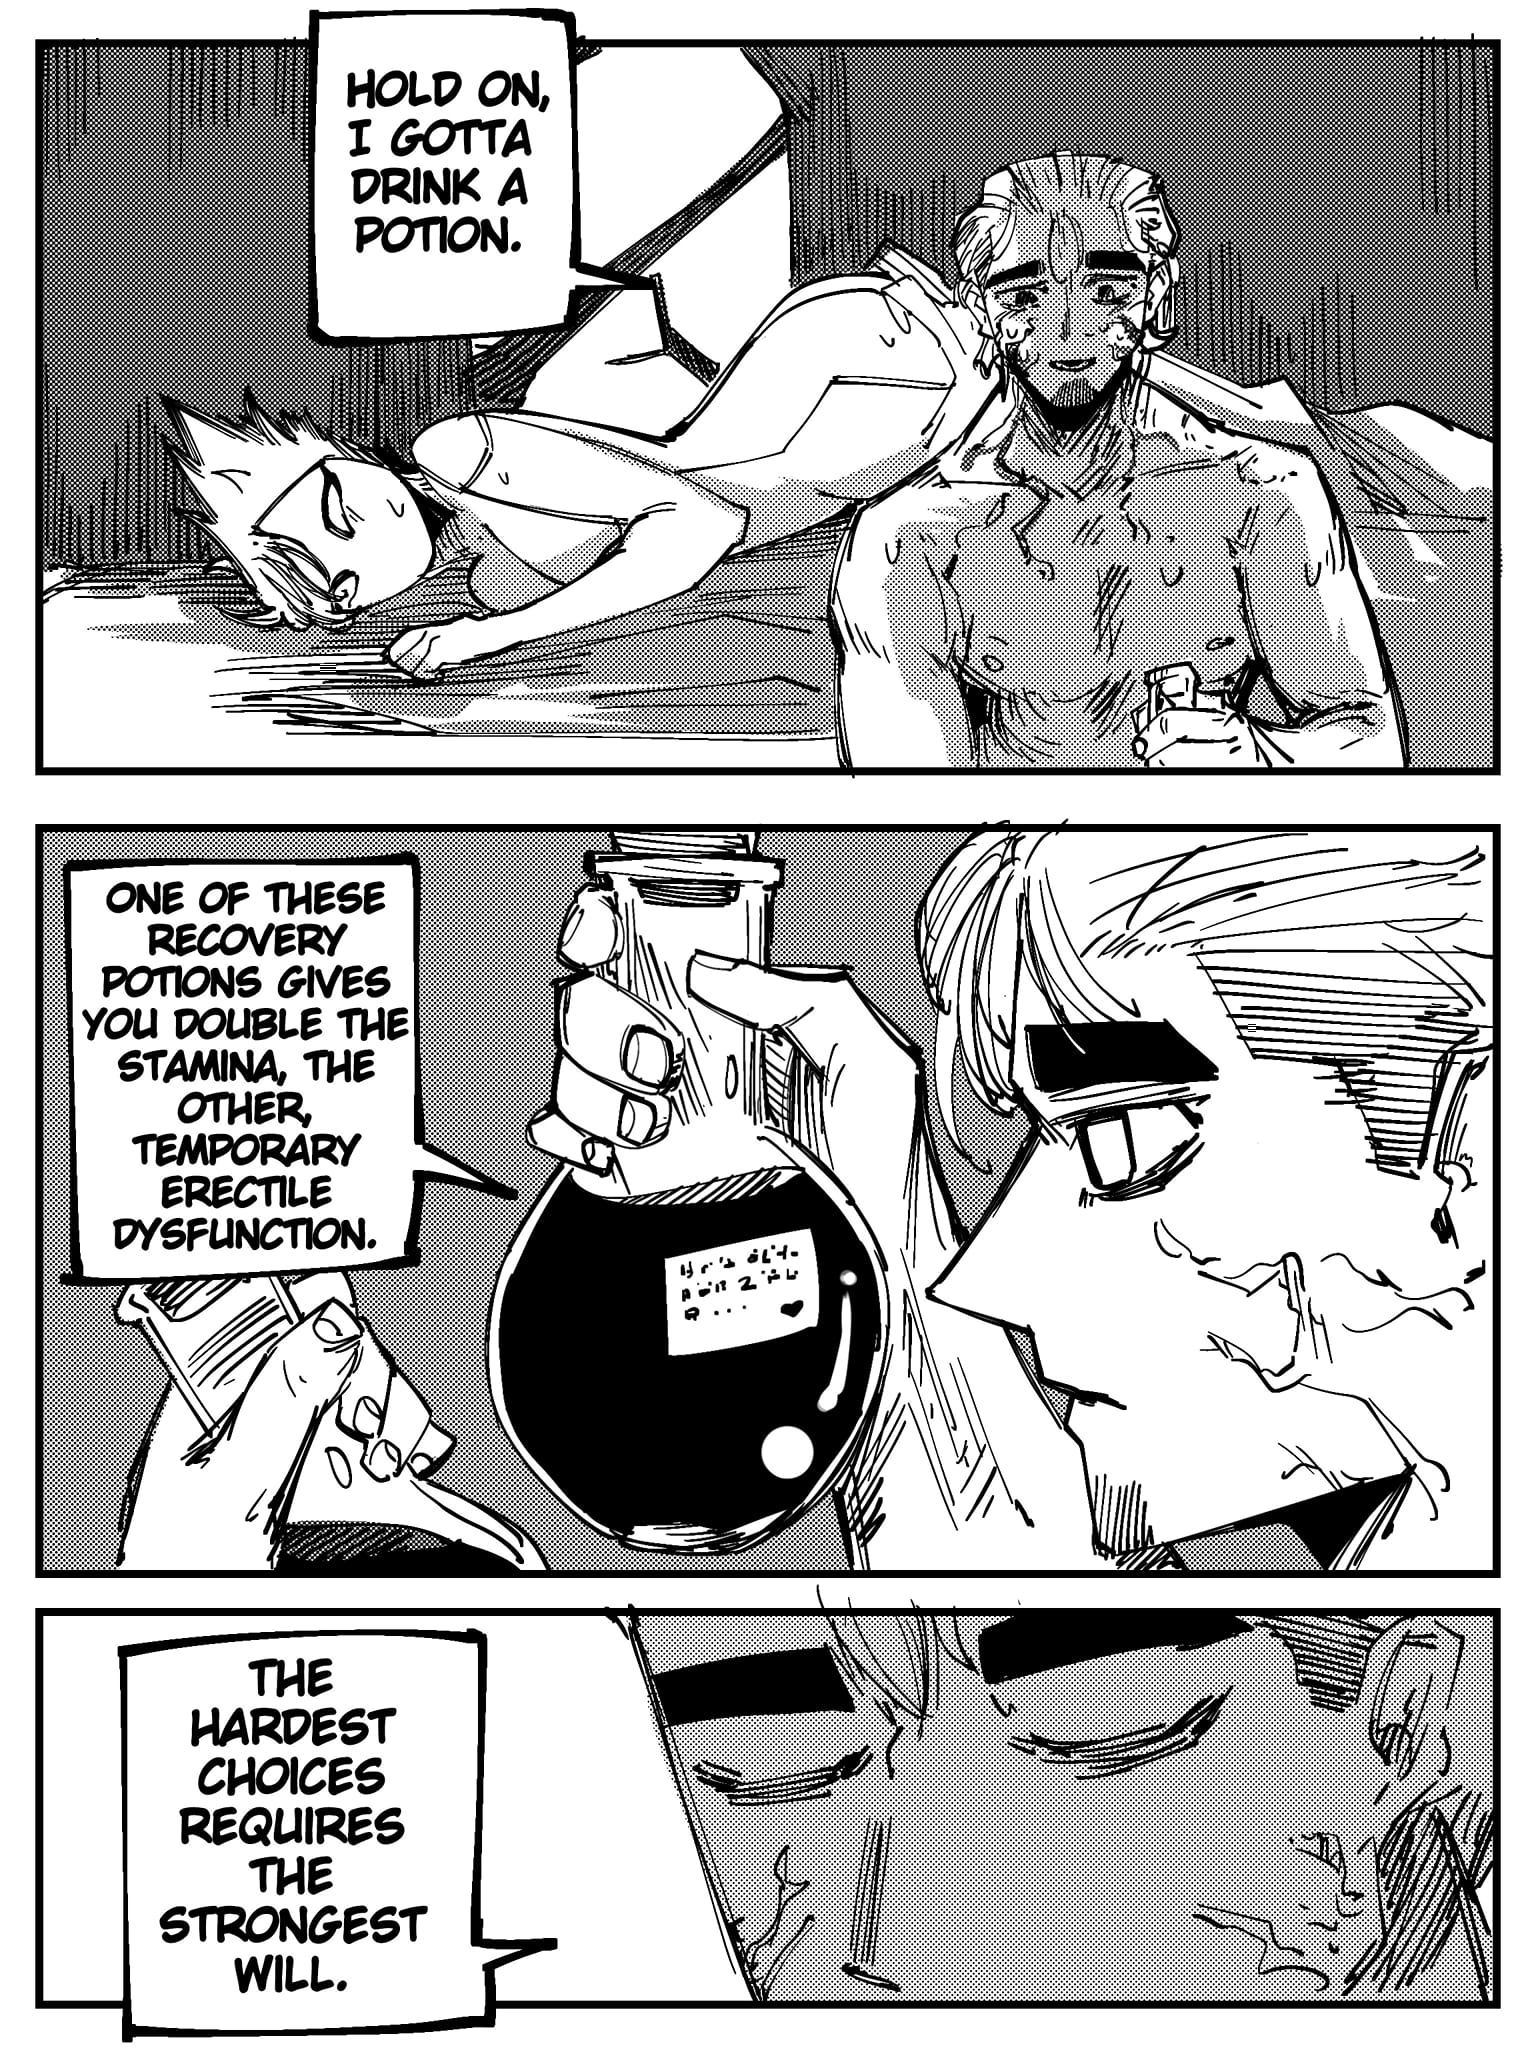 HOLD ON,
I GOTTA
DRINK A
POTION.
ONE OF THESE
RECOVERY
POTIONS GIVES
YOU DOUBLE THE
STAMINA, THE
OTHER,
TEMPORARY
ERECTILE
DYSFUNCTION.
THE
HARDEST
CHOICES
REQUIRES
THE
STRONGEST
WILL.